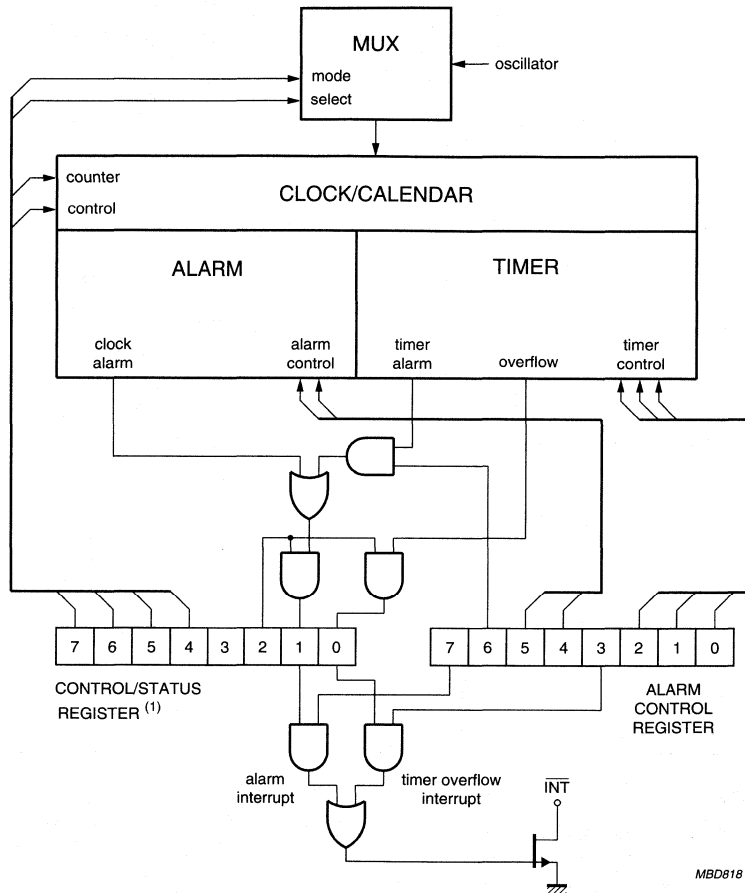 MUX
mode
select
oscillator
counter
control
CLOCK/CALENDAR
ALARM
TIMER
clock
alarm
alarm
control
timer
alarm
overflow
timer
control
7 6 5 4 3 2 1 0
7 6 5 4 3 2 1 0
CONTROL/STATUS
REGISTER (1)
ALARM
CONTROL
REGISTER
alarm
interrupt
timer overflow
interrupt
INT
MBD818